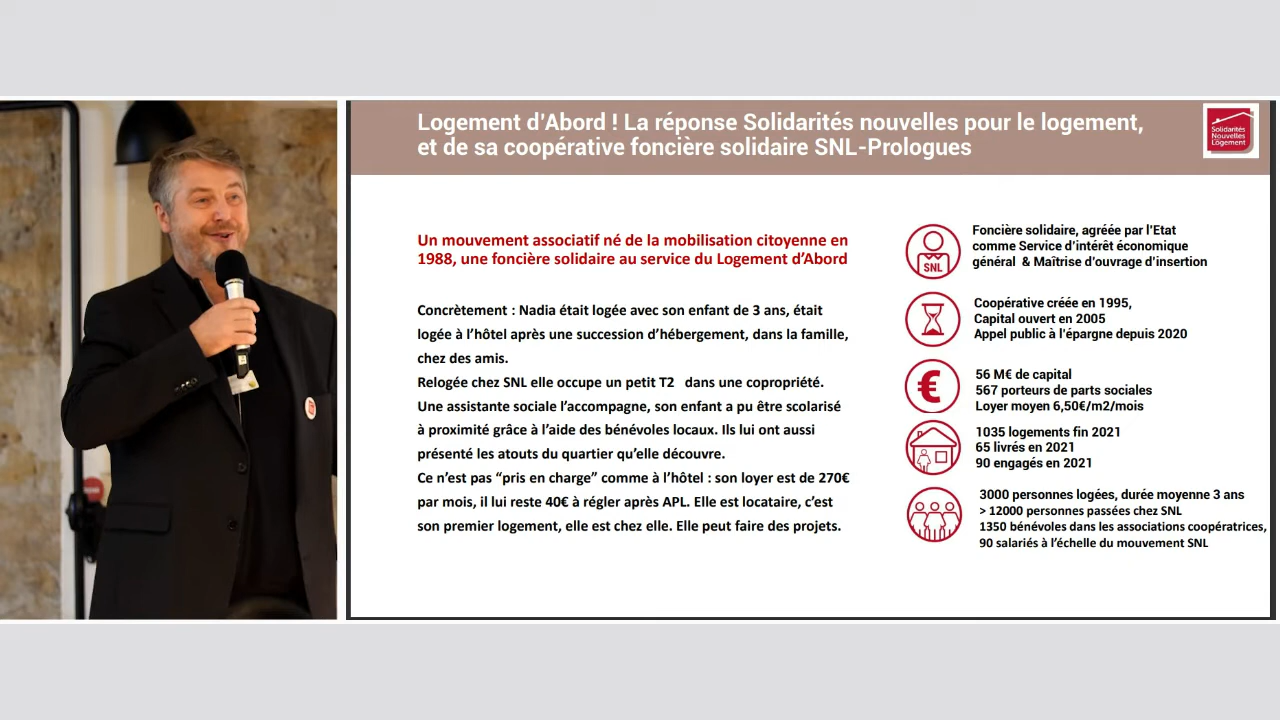 Logement d'Abord ! La réponse Solidarités nouvelles pour le logement,
et de sa coopérative foncière solidaire SNL-Prologues
Solidarités
Nouvelles
Logement
Un mouvement associatif né de la mobilisation citoyenne en
1988, une foncière solidaire au service du Logement d'Abord
Concrètement : Nadia était logée avec son enfant de 3 ans, était
logée à l'hôtel après une succession d'hébergement, dans la famille,
chez des amis.
Relogée chez SNL elle occupe un petit T2 dans une copropriété.
Une assistante sociale l'accompagne, son enfant a pu être scolarisé
à proximité grâce à l'aide des bénévoles locaux. Ils lui ont aussi
présenté les atouts du quartier qu'elle découvre.
Ce n'est pas “pris en charge” comme à l'hôtel : son loyer est de 270€
par mois, il lui reste 40€ à régler après APL. Elle est locataire, c'est
son premier logement, elle est chez elle. Elle peut faire des projets.
SNL
Foncière solidaire, agréée par l'Etat
comme Service d'intérêt économique
général & Maîtrise d'ouvrage d'insertion
Coopérative créée en 1995,
Capital ouvert en 2005
Appel public à l'épargne depuis 2020
€
56 M€ de capital
567 porteurs de parts sociales
Loyer moyen 6,50€/m2/mois
1035 logements fin 2021
65 livrés en 2021
90 engagés en 2021
3000 personnes logées, durée moyenne 3 ans
> 12000 personnes passées chez SNL
1350 bénévoles dans les associations coopératrices,
90 salariés à l'échelle du mouvement SNL